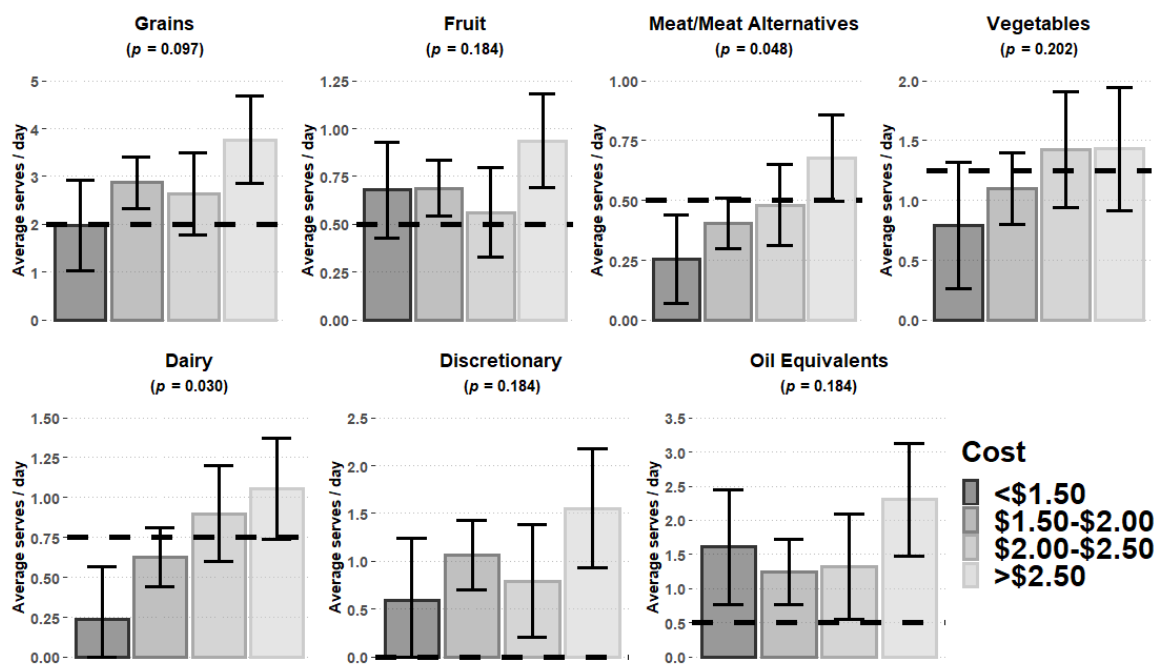 Grains
(p = 0.097)
Average serves / day
5
4
3
2
1
0
Fruit
(p = 0.184)
Average serves / day
1.25
1.00
0.75
0.50
0.25
0.00
Meat/Meat Alternatives
(p = 0.048)
Average serves / day
1.00
0.75
0.50
0.25
0.00
Vegetables
(p = 0.202)
Average serves / day
2.0
1.5
1.0
0.5
0.0
Dairy
(p = 0.030)
Average serves / day
1.50
1.25
1.00
0.75
0.50
0.25
0.00
Discretionary
(p = 0.184)
Average serves / day
2.5
2.0
1.5
1.0
0.5
0.0
Oil Equivalents
(p = 0.184)
Average serves / day
3.5
3.0
2.5
2.0
1.5
1.0
0.5
0.0
Cost
<$1.50
$1.50-$2.00
$2.00-$2.50
>$2.50